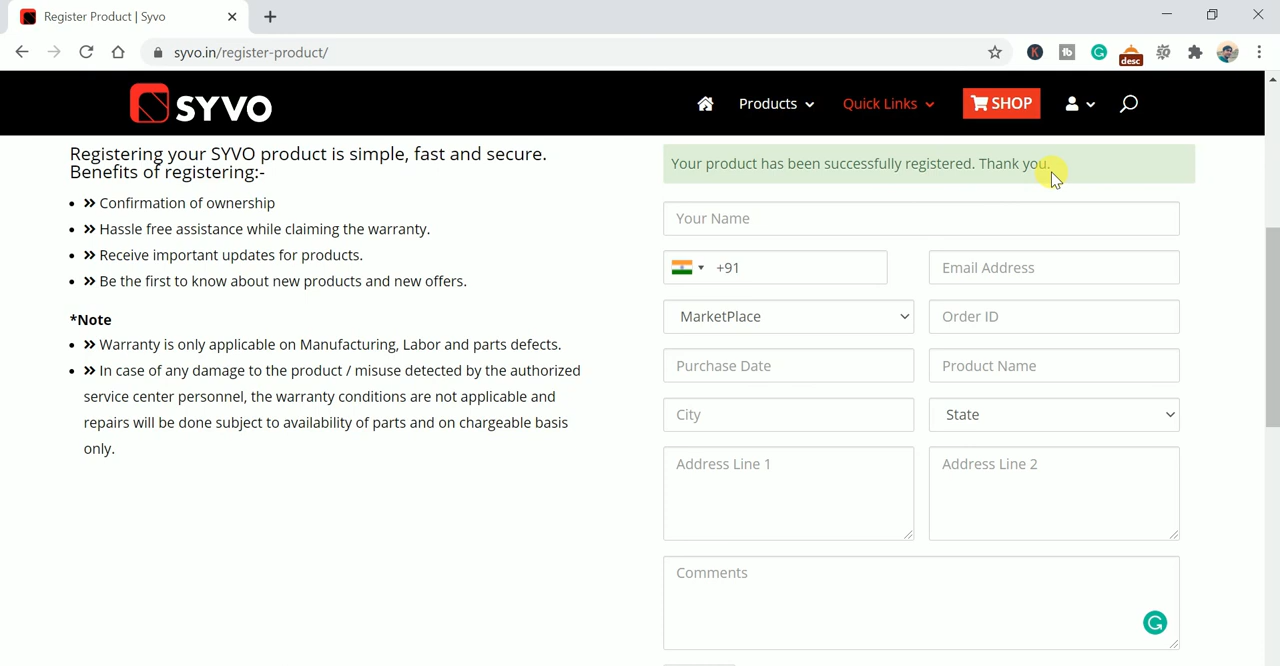 Register Product | Syvo
syvo.in/register-product/
desc
SYVO
Products
Quick Links
SHOP
Registering your SYVO product is simple, fast and secure.
Benefits of registering:-
Confirmation of ownership
Hassle free assistance while claiming the warranty.
Receive important updates for products.
Be the first to know about new products and new offers.
*Note
Warranty is only applicable on Manufacturing, Labor and parts defects.
In case of any damage to the product / misuse detected by the authorized
service center personnel, the warranty conditions are not applicable and
repairs will be done subject to availability of parts and on chargeable basis
only.
Your product has been successfully registered. Thank you.
Your Name
+91
Email Address
MarketPlace
Order ID
Purchase Date
Product Name
City
State
Address Line 1
Address Line 2
Comments